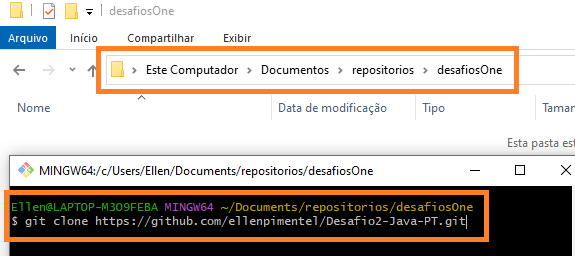 desafiosOne
Arquivo Início Compartilhar Exibir
Este Computador Documentos repositorios desafiosOne
Nome Data de modificação Tipo Taman
Esta pasta est
MINGW64:/c/Users/Ellen/Documents/repositorios/desafiosOne
Ellen@LAPTOP-M3O9FEBA MINGW64 ~/Documents/repositorios/desafiosOne
$ git clone https://github.com/ellenpimentel/Desafio2-Java-PT.git